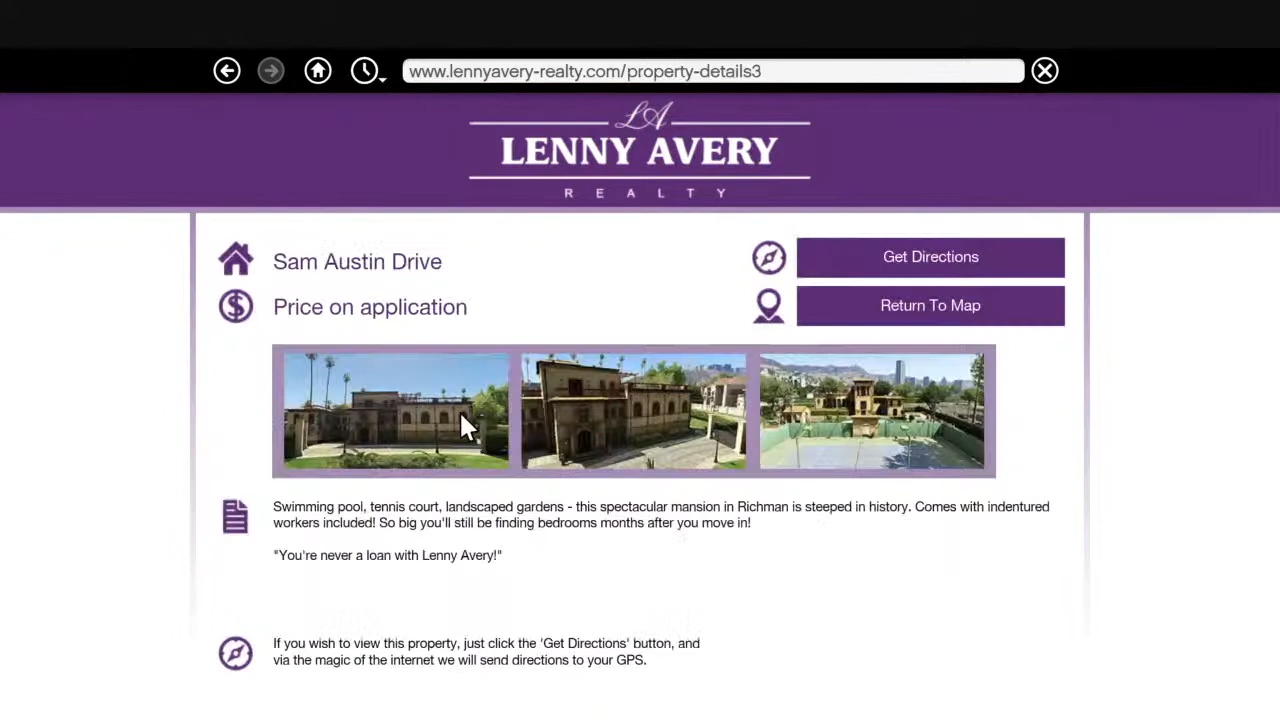 www.lennyavery-realty.com/property-details3
LA
LENNY AVERY
REALTY
Sam Austin Drive
Get Directions
Price on application
Return To Map
Swimming pool, tennis court, landscaped gardens - this spectacular mansion in Richman is steeped in history. Comes with indentured
workers included! So big you'll still be finding bedrooms months after you move in!
"You're never a loan with Lenny Avery!"
If you wish to view this property, just click the 'Get Directions' button, and
via the magic of the internet we will send directions to your GPS.